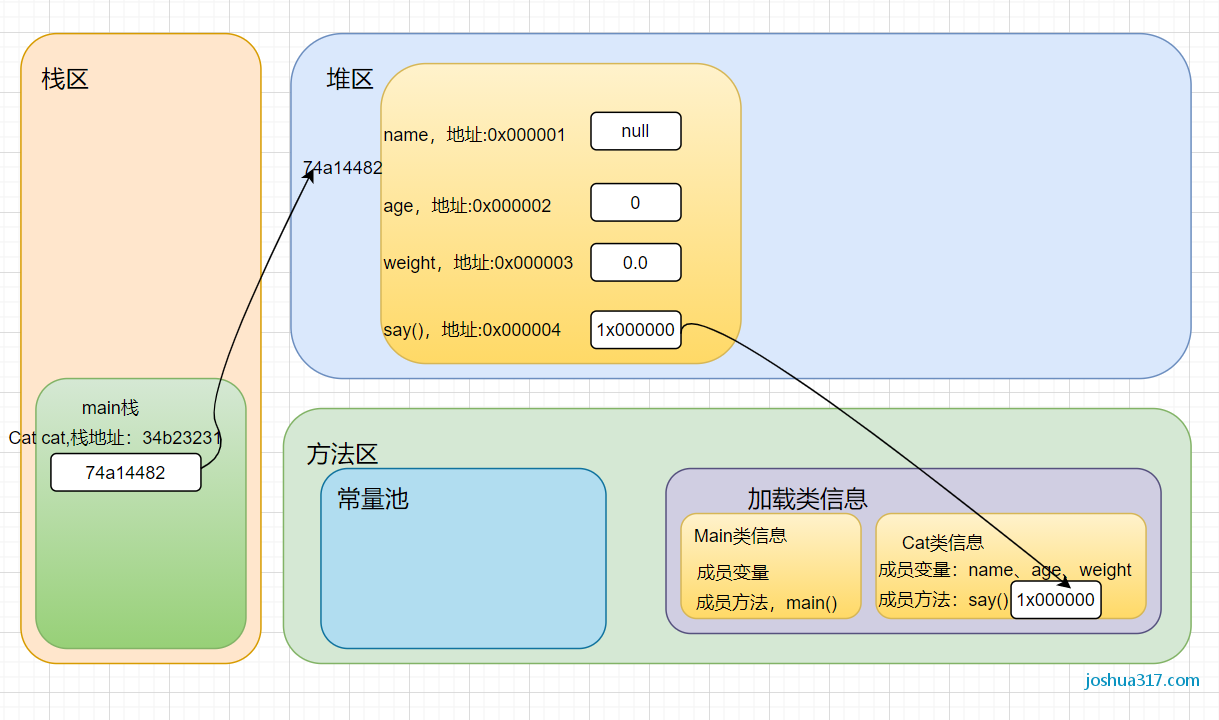 栈区
堆区
name，地址:0x000001
null
74a14482
age，地址:0x000002
0
weight，地址:0x000003
0.0
say()，地址:0x000004
1x000000
main栈
Cat cat,栈地址：34b23231
74a14482
方法区
常量池
加载类信息
Main类信息
成员变量
成员方法，main()
Cat类信息
成员变量：name、age、weight
成员方法：say()
1x000000
joshua317.com